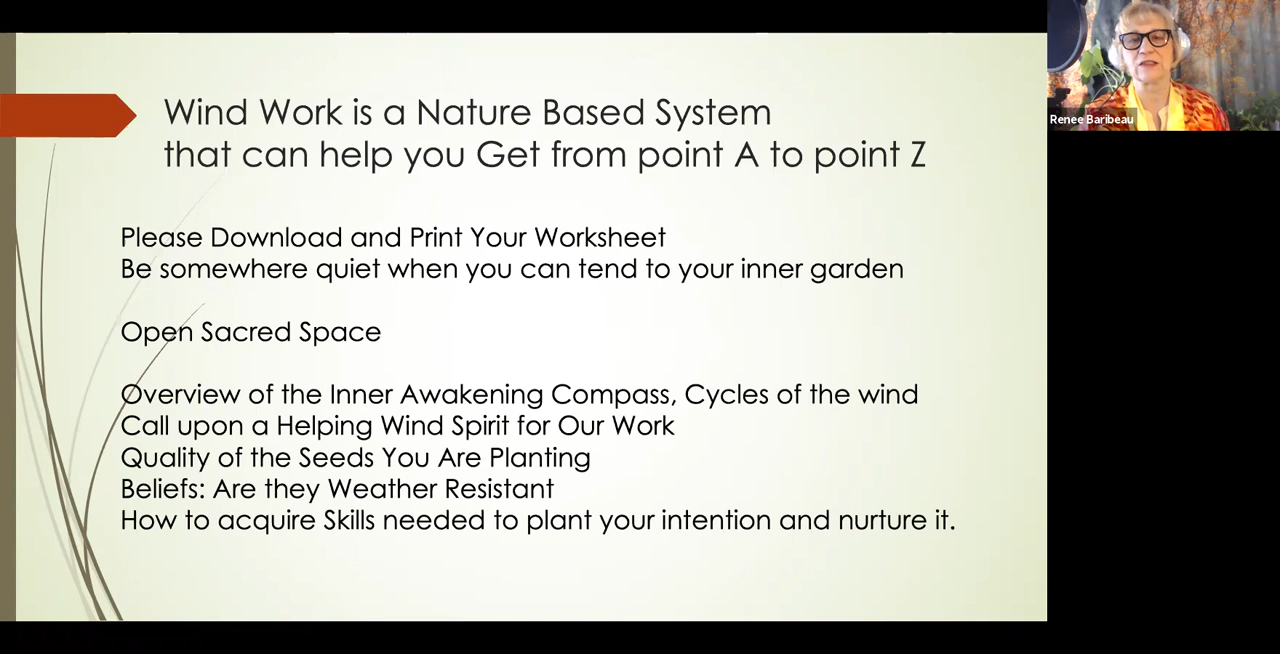 Wind Work is a Nature Based System
that can help you Get from point A to point Z
Please Download and Print Your Worksheet
Be somewhere quiet when you can tend to your inner garden
Open Sacred Space
Overview of the Inner Awakening Compass, Cycles of the wind
Call upon a Helping Wind Spirit for Our Work
Quality of the Seeds You Are Planting
Beliefs: Are they Weather Resistant
How to acquire Skills needed to plant your intention and nurture it.
Renee Baribeau